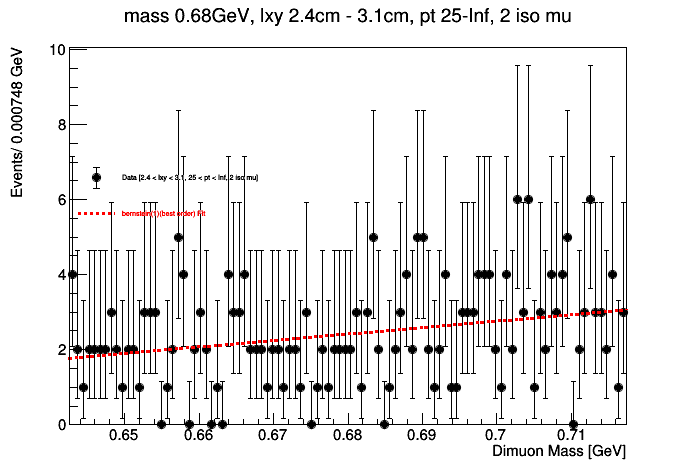 mass 0.68GeV, lxy 2.4cm - 3.1cm, pt 25-Inf, 2 iso mu
Events/ 0.000748 GeV
10
8
6
4
2
0
Data [2.4 < lxy < 3.1, 25 < pt < Inf, 2 iso mu]
bernstein(1)(best order) Fit
0.65 0.66 0.67 0.68 0.69 0.7 0.71
Dimuon Mass [GeV]